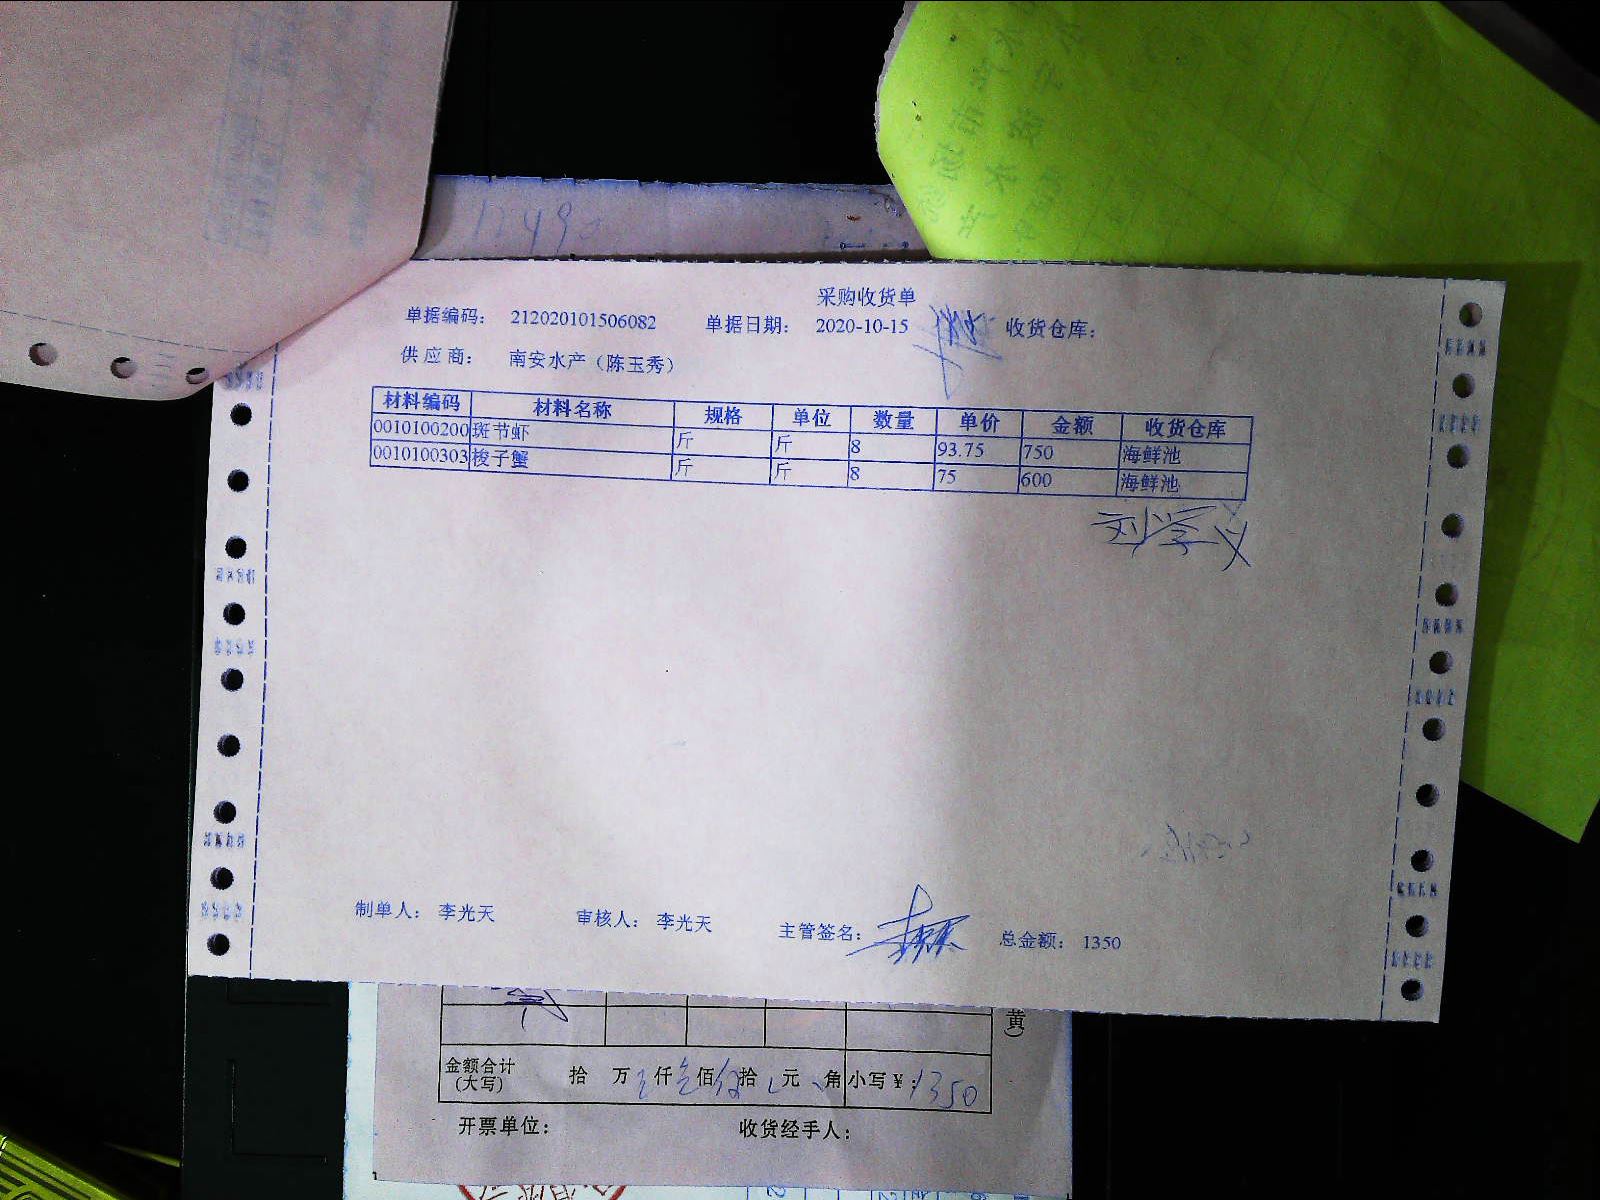 采购收货单
单据编码： 212020101506082 单据日期： 2020-10-15 收货仓库：
供应商： 南安水产（陈玉秀）
材料编码 材料名称 规格 单位 数量 单价 金额 收货仓库
0010100200 斑节虾 斤 斤 8 93.75 750 海鲜池
0010100303 梭子蟹 斤 斤 8 75 600 海鲜池
刘学义
制单人： 李光天 审核人： 李光天 主管签名： 总金额： 1350
黄）
金额合计（大写） 拾 万 仟 佰 拾 元 角 小写¥：1350
开票单位： 收货经手人：